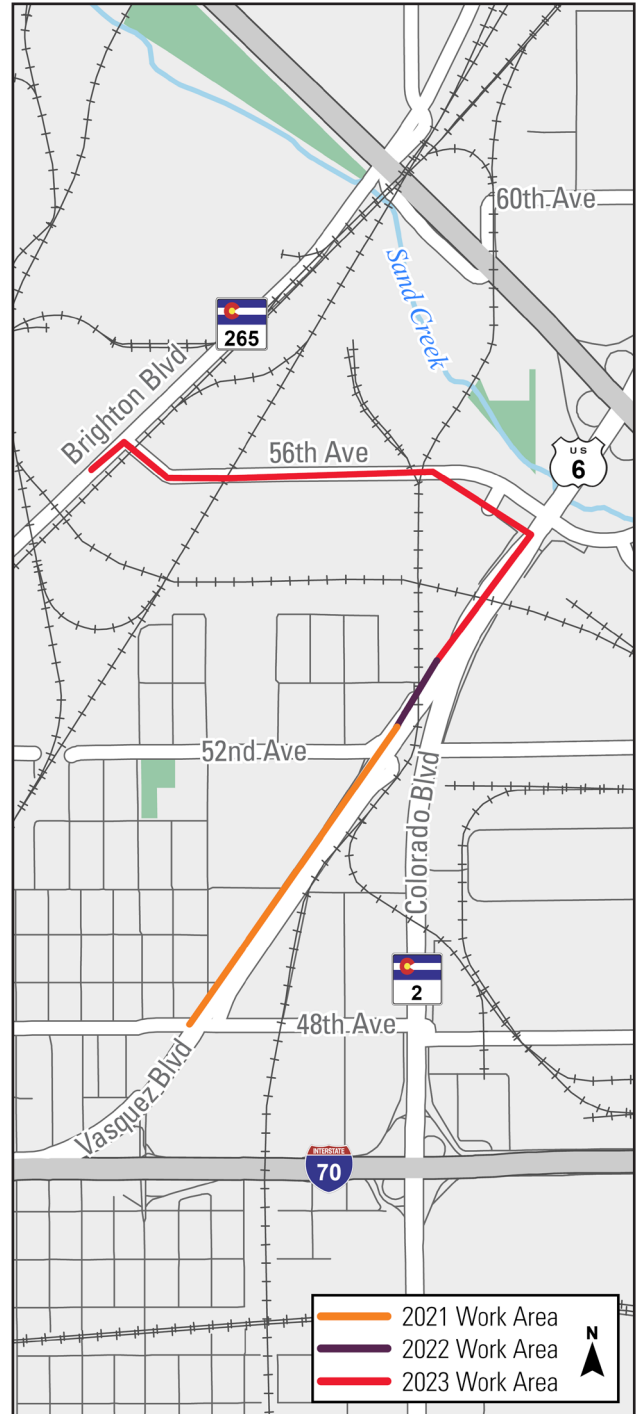 60th Ave
Sand Creek
265
Brighton Blvd
56th Ave
US
6
52nd Ave
Colorado Blvd
2
48th Ave
Vasquez Blvd
INTERSTATE
70
2021 Work Area
2022 Work Area
2023 Work Area
N